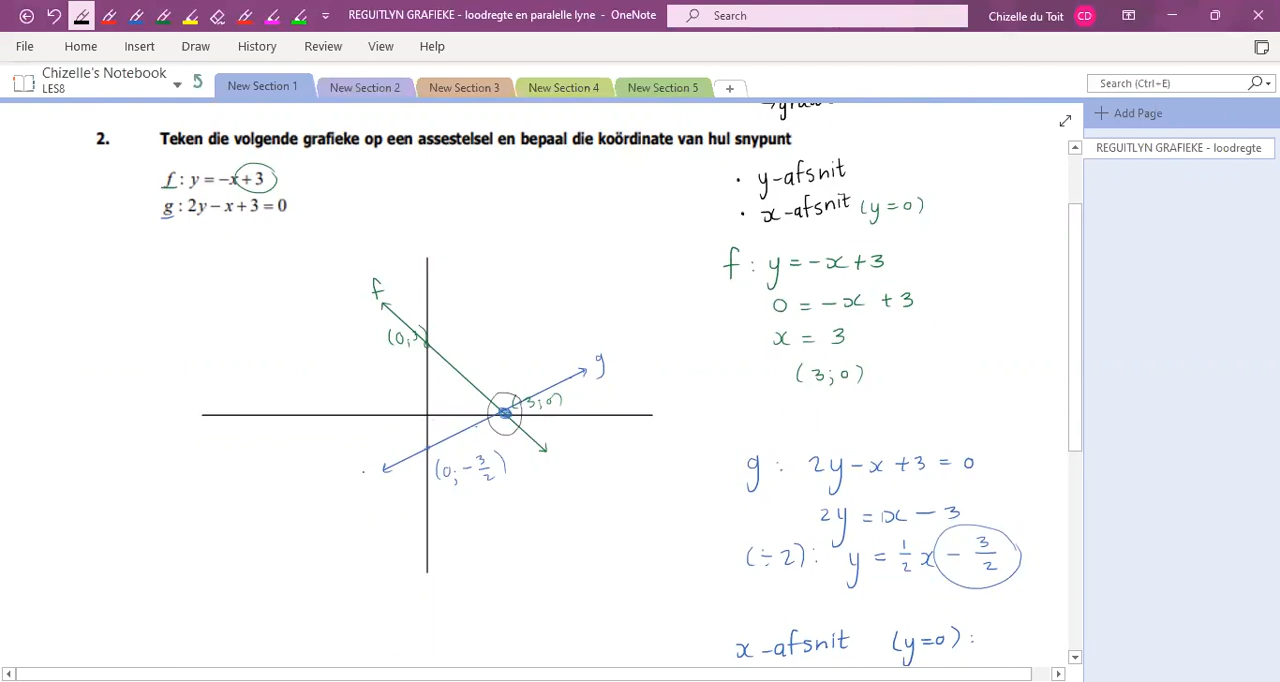 REGUITLYN GRAFIEKE - loodregte en paralelle lyne - OneNote
Search
Chizelle du Toit CD
File Home Insert Draw History Review View Help
Chizelle's Notebook
LES8
New Section 1 New Section 2 New Section 3 New Section 4 New Section 5 +
Search (Ctrl+E)
Add Page
REGUITLYN GRAFIEKE - loodregte
2. Teken die volgende grafieke op een assestelsel en bepaal die koördinate van hul snypunt
f : y = −x + 3
g : 2y − x + 3 = 0
• y-afsnit
• x-afsnit (y=0)
f : y = −x + 3
0 = −x + 3
x = 3
(3;0)
f
(0;3)
g
(3;0)
(0;−3/2)
g : 2y − x + 3 = 0
2y = x − 3
(÷2): y = 1/2 x − 3/2
x-afsnit (y=0):